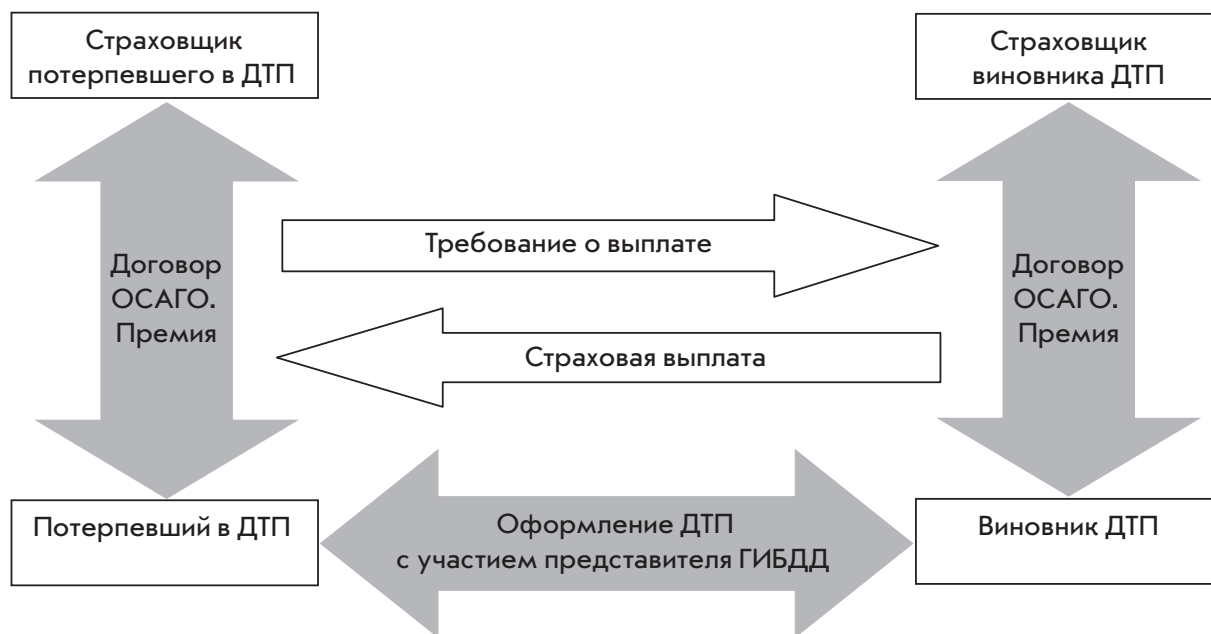 Страховщик
потерпевшего в ДТП
Страховщик
виновника ДТП
Требование о выплате
Договор
ОСАГО.
Премия
Договор
ОСАГО.
Премия
Страховая выплата
Потерпевший в ДТП
Оформление ДТП
с участием представителя ГИБДД
Виновник ДТП